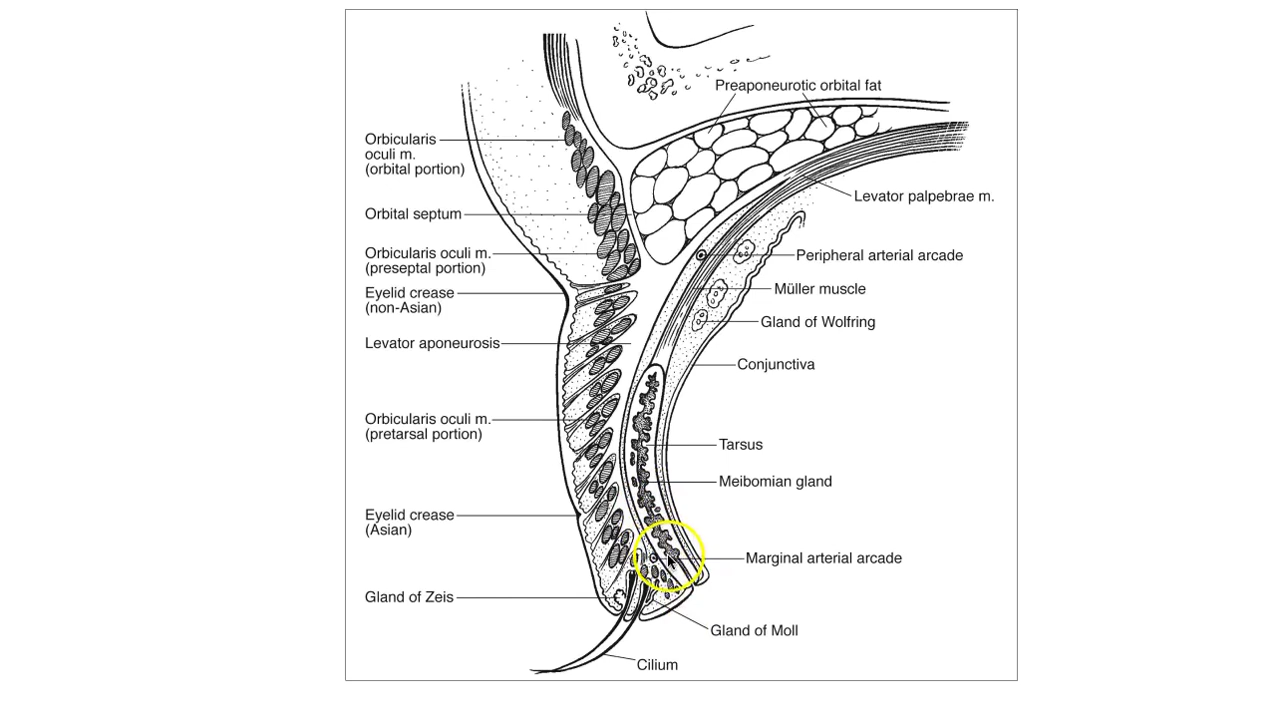 Preaponeurotic orbital fat
Orbicularis
oculi m.
(orbital portion)
Levator palpebrae m.
Orbital septum
Orbicularis oculi m.
(preseptal portion)
Peripheral arterial arcade
Eyelid crease
(non-Asian)
Müller muscle
Gland of Wolfring
Levator aponeurosis
Conjunctiva
Orbicularis oculi m.
(pretarsal portion)
Tarsus
Meibomian gland
Eyelid crease
(Asian)
Marginal arterial arcade
Gland of Zeis
Gland of Moll
Cilium